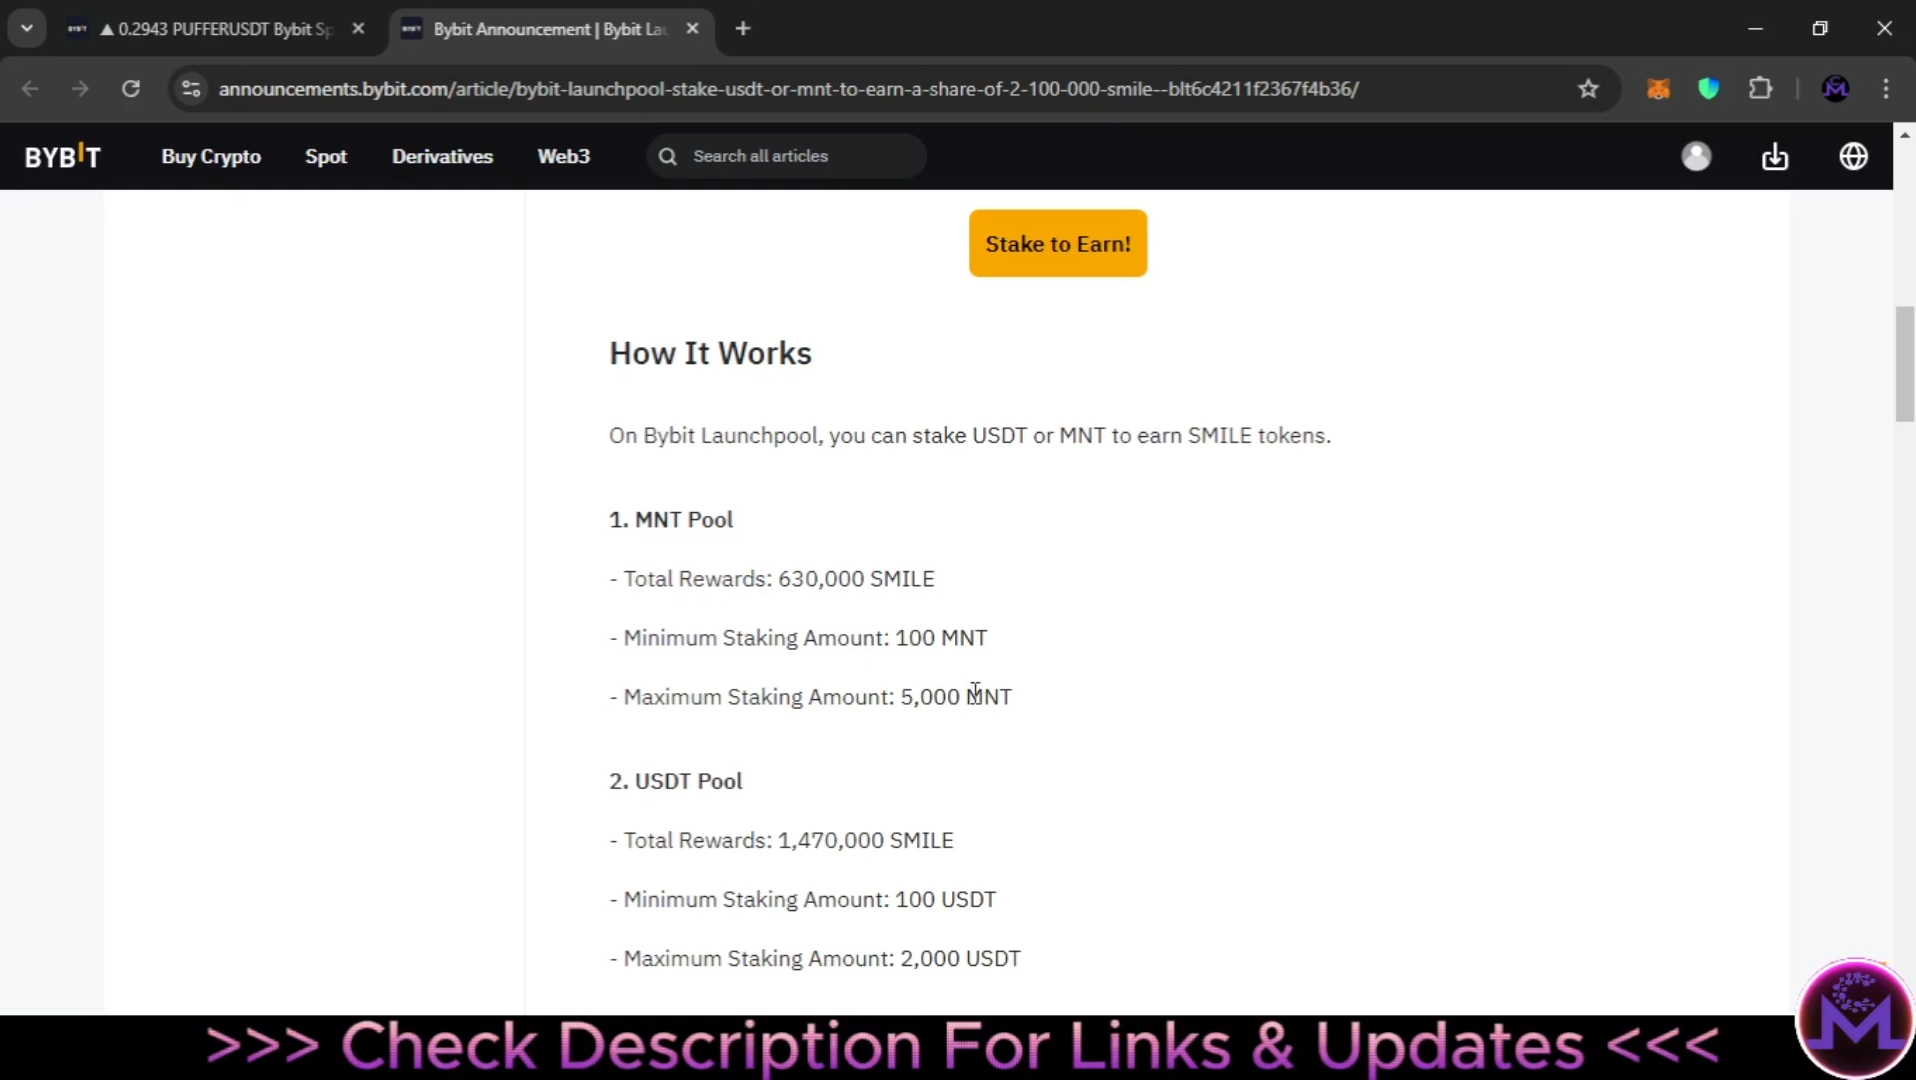 ▲ 0.2943 PUFFERUSDT Bybit Sp
Bybit Announcement | Bybit Lau
announcements.bybit.com/article/bybit-launchpool-stake-usdt-or-mnt-to-earn-a-share-of-2-100-000-smile--blt6c4211f2367f4b36/
BYBIT Buy Crypto Spot Derivatives Web3 Search all articles
Stake to Earn!
How It Works
On Bybit Launchpool, you can stake USDT or MNT to earn SMILE tokens.
1. MNT Pool
- Total Rewards: 630,000 SMILE
- Minimum Staking Amount: 100 MNT
- Maximum Staking Amount: 5,000 MNT
2. USDT Pool
- Total Rewards: 1,470,000 SMILE
- Minimum Staking Amount: 100 USDT
- Maximum Staking Amount: 2,000 USDT
>>> Check Description For Links & Updates <<<